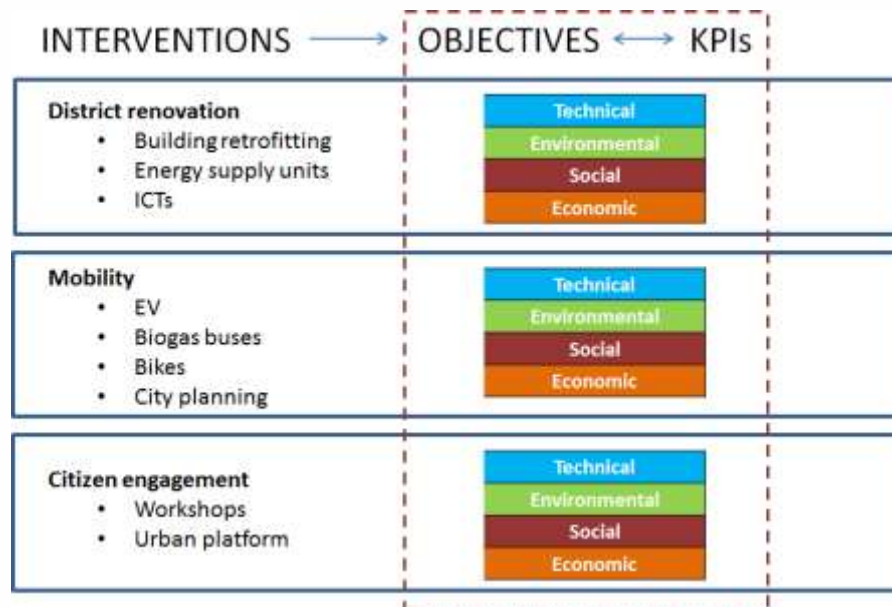 INTERVENTIONS OBJECTIVES KPIs
District renovation
• Building retrofitting
• Energy supply units
• ICTs
Technical
Environmental
Social
Economic
Mobility
• EV
• Biogas buses
• Bikes
• City planning
Technical
Environmental
Social
Economic
Citizen engagement
• Workshops
• Urban platform
Technical
Environmental
Social
Economic